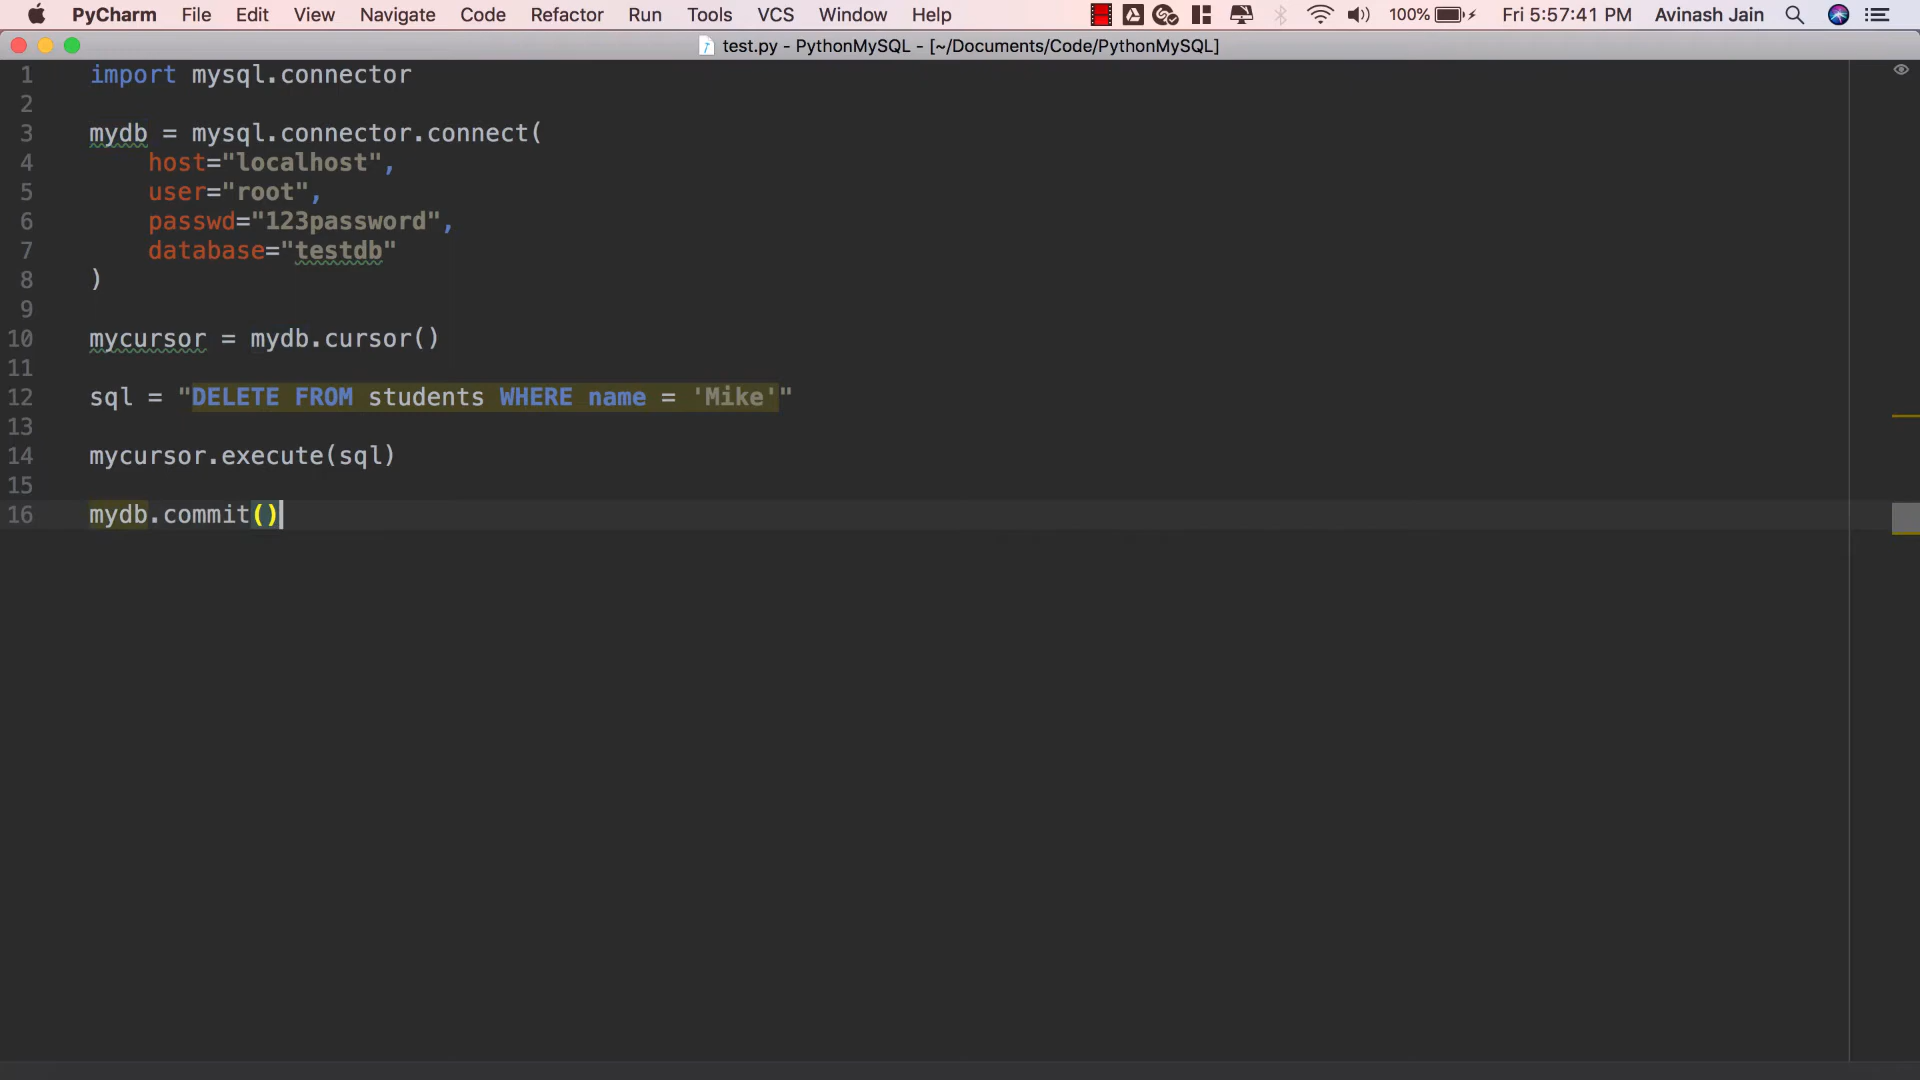 PyCharm File Edit View Navigate Code Refactor Run Tools VCS Window Help 100% Fri 5:57:41 PM Avinash Jain
test.py - PythonMySQL - [~/Documents/Code/PythonMySQL]
1 import mysql.connector
2
3 mydb = mysql.connector.connect(
4 host="localhost",
5 user="root",
6 passwd="123password",
7 database="testdb"
8 )
9
10 mycursor = mydb.cursor()
11
12 sql = "DELETE FROM students WHERE name = 'Mike'"
13
14 mycursor.execute(sql)
15
16 mydb.commit()